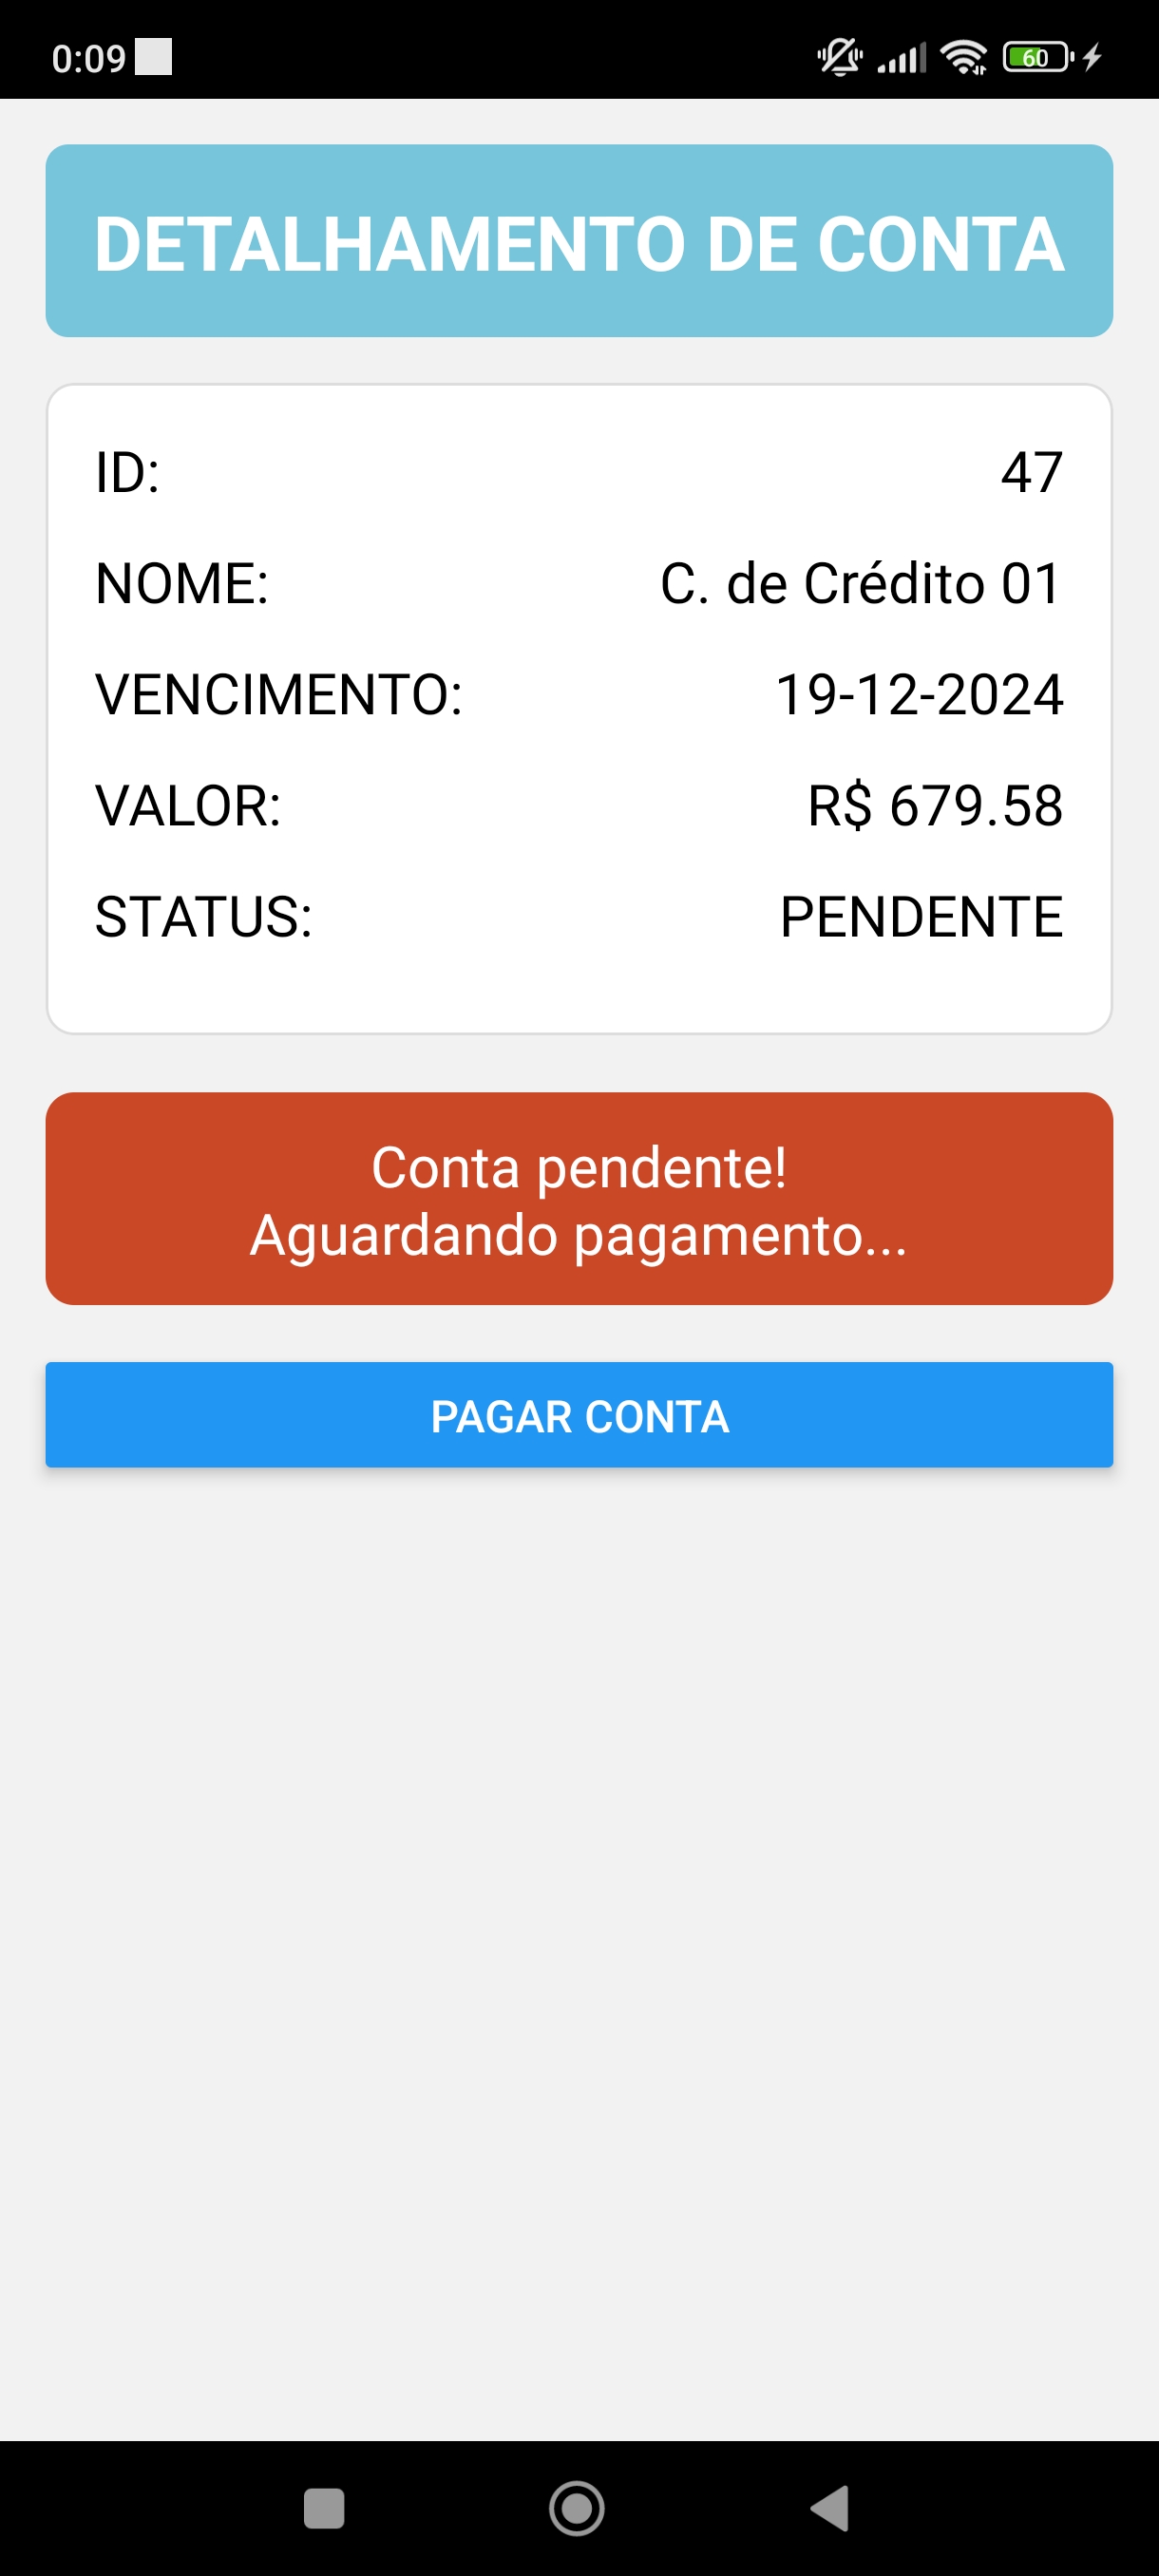 0:09
60
DETALHAMENTO DE CONTA
ID: 47
NOME: C. de Crédito 01
VENCIMENTO: 19-12-2024
VALOR: R$ 679.58
STATUS: PENDENTE
Conta pendente!
Aguardando pagamento...
PAGAR CONTA